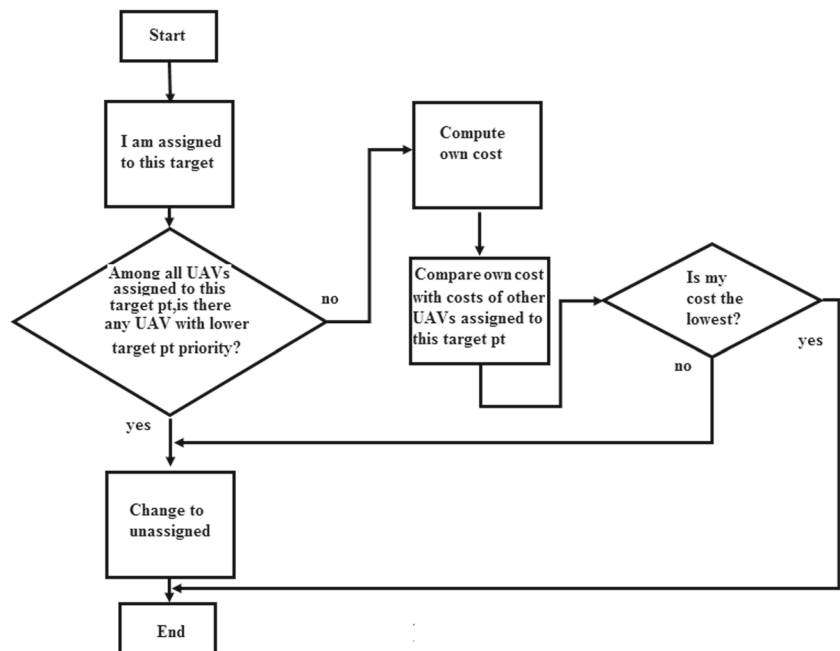 Start
I am assigned
to this target
Among all UAVs
assigned to this
target pt,is there
any UAV with lower
target pt priority?
no
yes
Compute
own cost
Compare own cost
with costs of other
UAVs assigned to
this target pt
Is my
cost the
lowest?
no
yes
Change to
unassigned
End